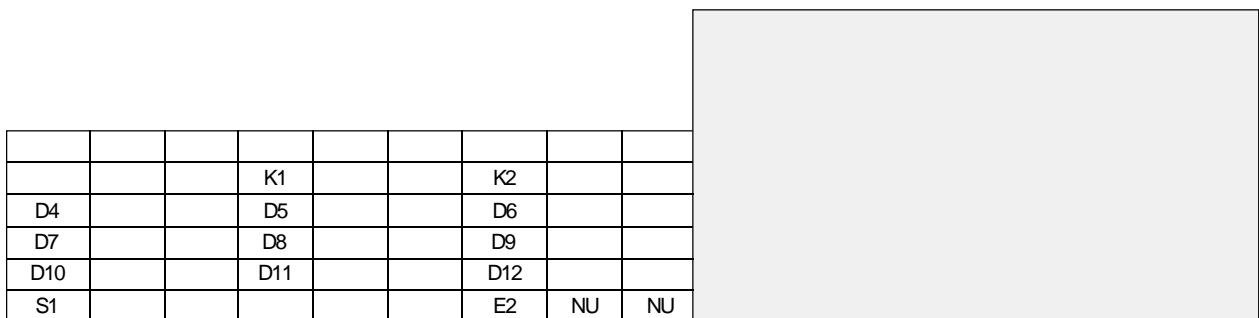 K1 K2
D4 D5 D6
D7 D8 D9
D10 D11 D12
S1 E2 NU NU